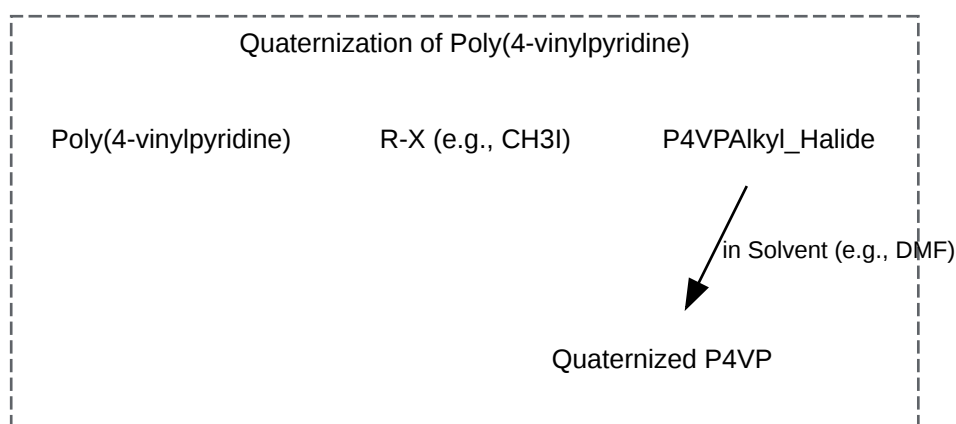 Quaternization of Poly(4-vinylpyridine)
Poly(4-vinylpyridine)
R-X (e.g., CH3I)
P4VPAlkyl_Halide
in Solvent (e.g., DMF)
Quaternized P4VP